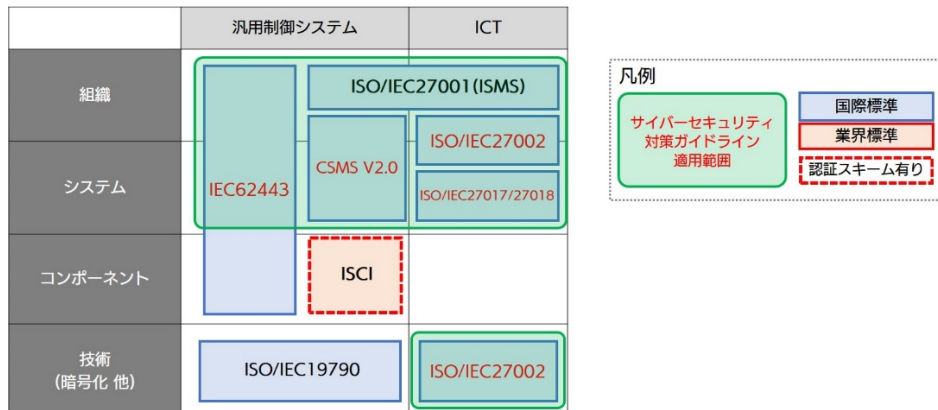 汎用制御システム
ICT
組織
システム
コンポーネント
技術
(暗号化 他)
ISO/IEC27001(ISMS)
IEC62443
CSMS V2.0
ISO/IEC27002
ISO/IEC27017/27018
ISCI
ISO/IEC19790
ISO/IEC27002
凡例
サイバーセキュリティ
対策ガイドライン
適用範囲
国際標準
業界標準
認証スキーム有り